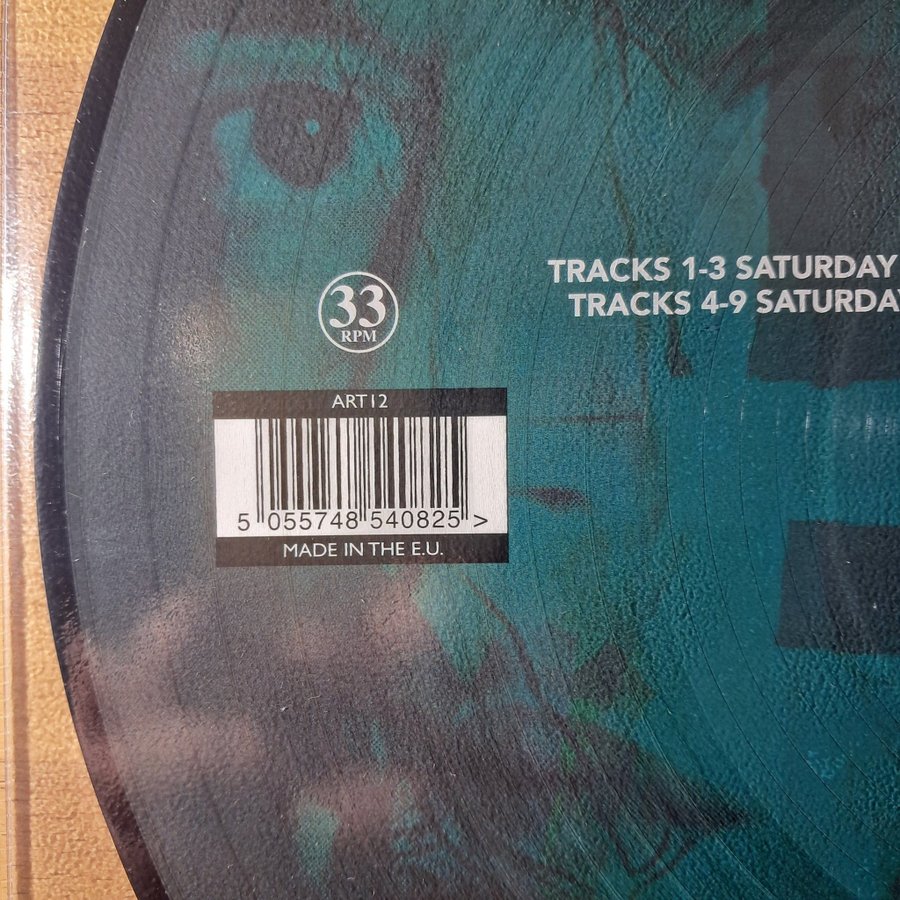 TRACKS 1-3 SATURDAY
TRACKS 4-9 SATURDAY
33
RPM
ART12
5 055748 540825 >
MADE IN THE E.U.